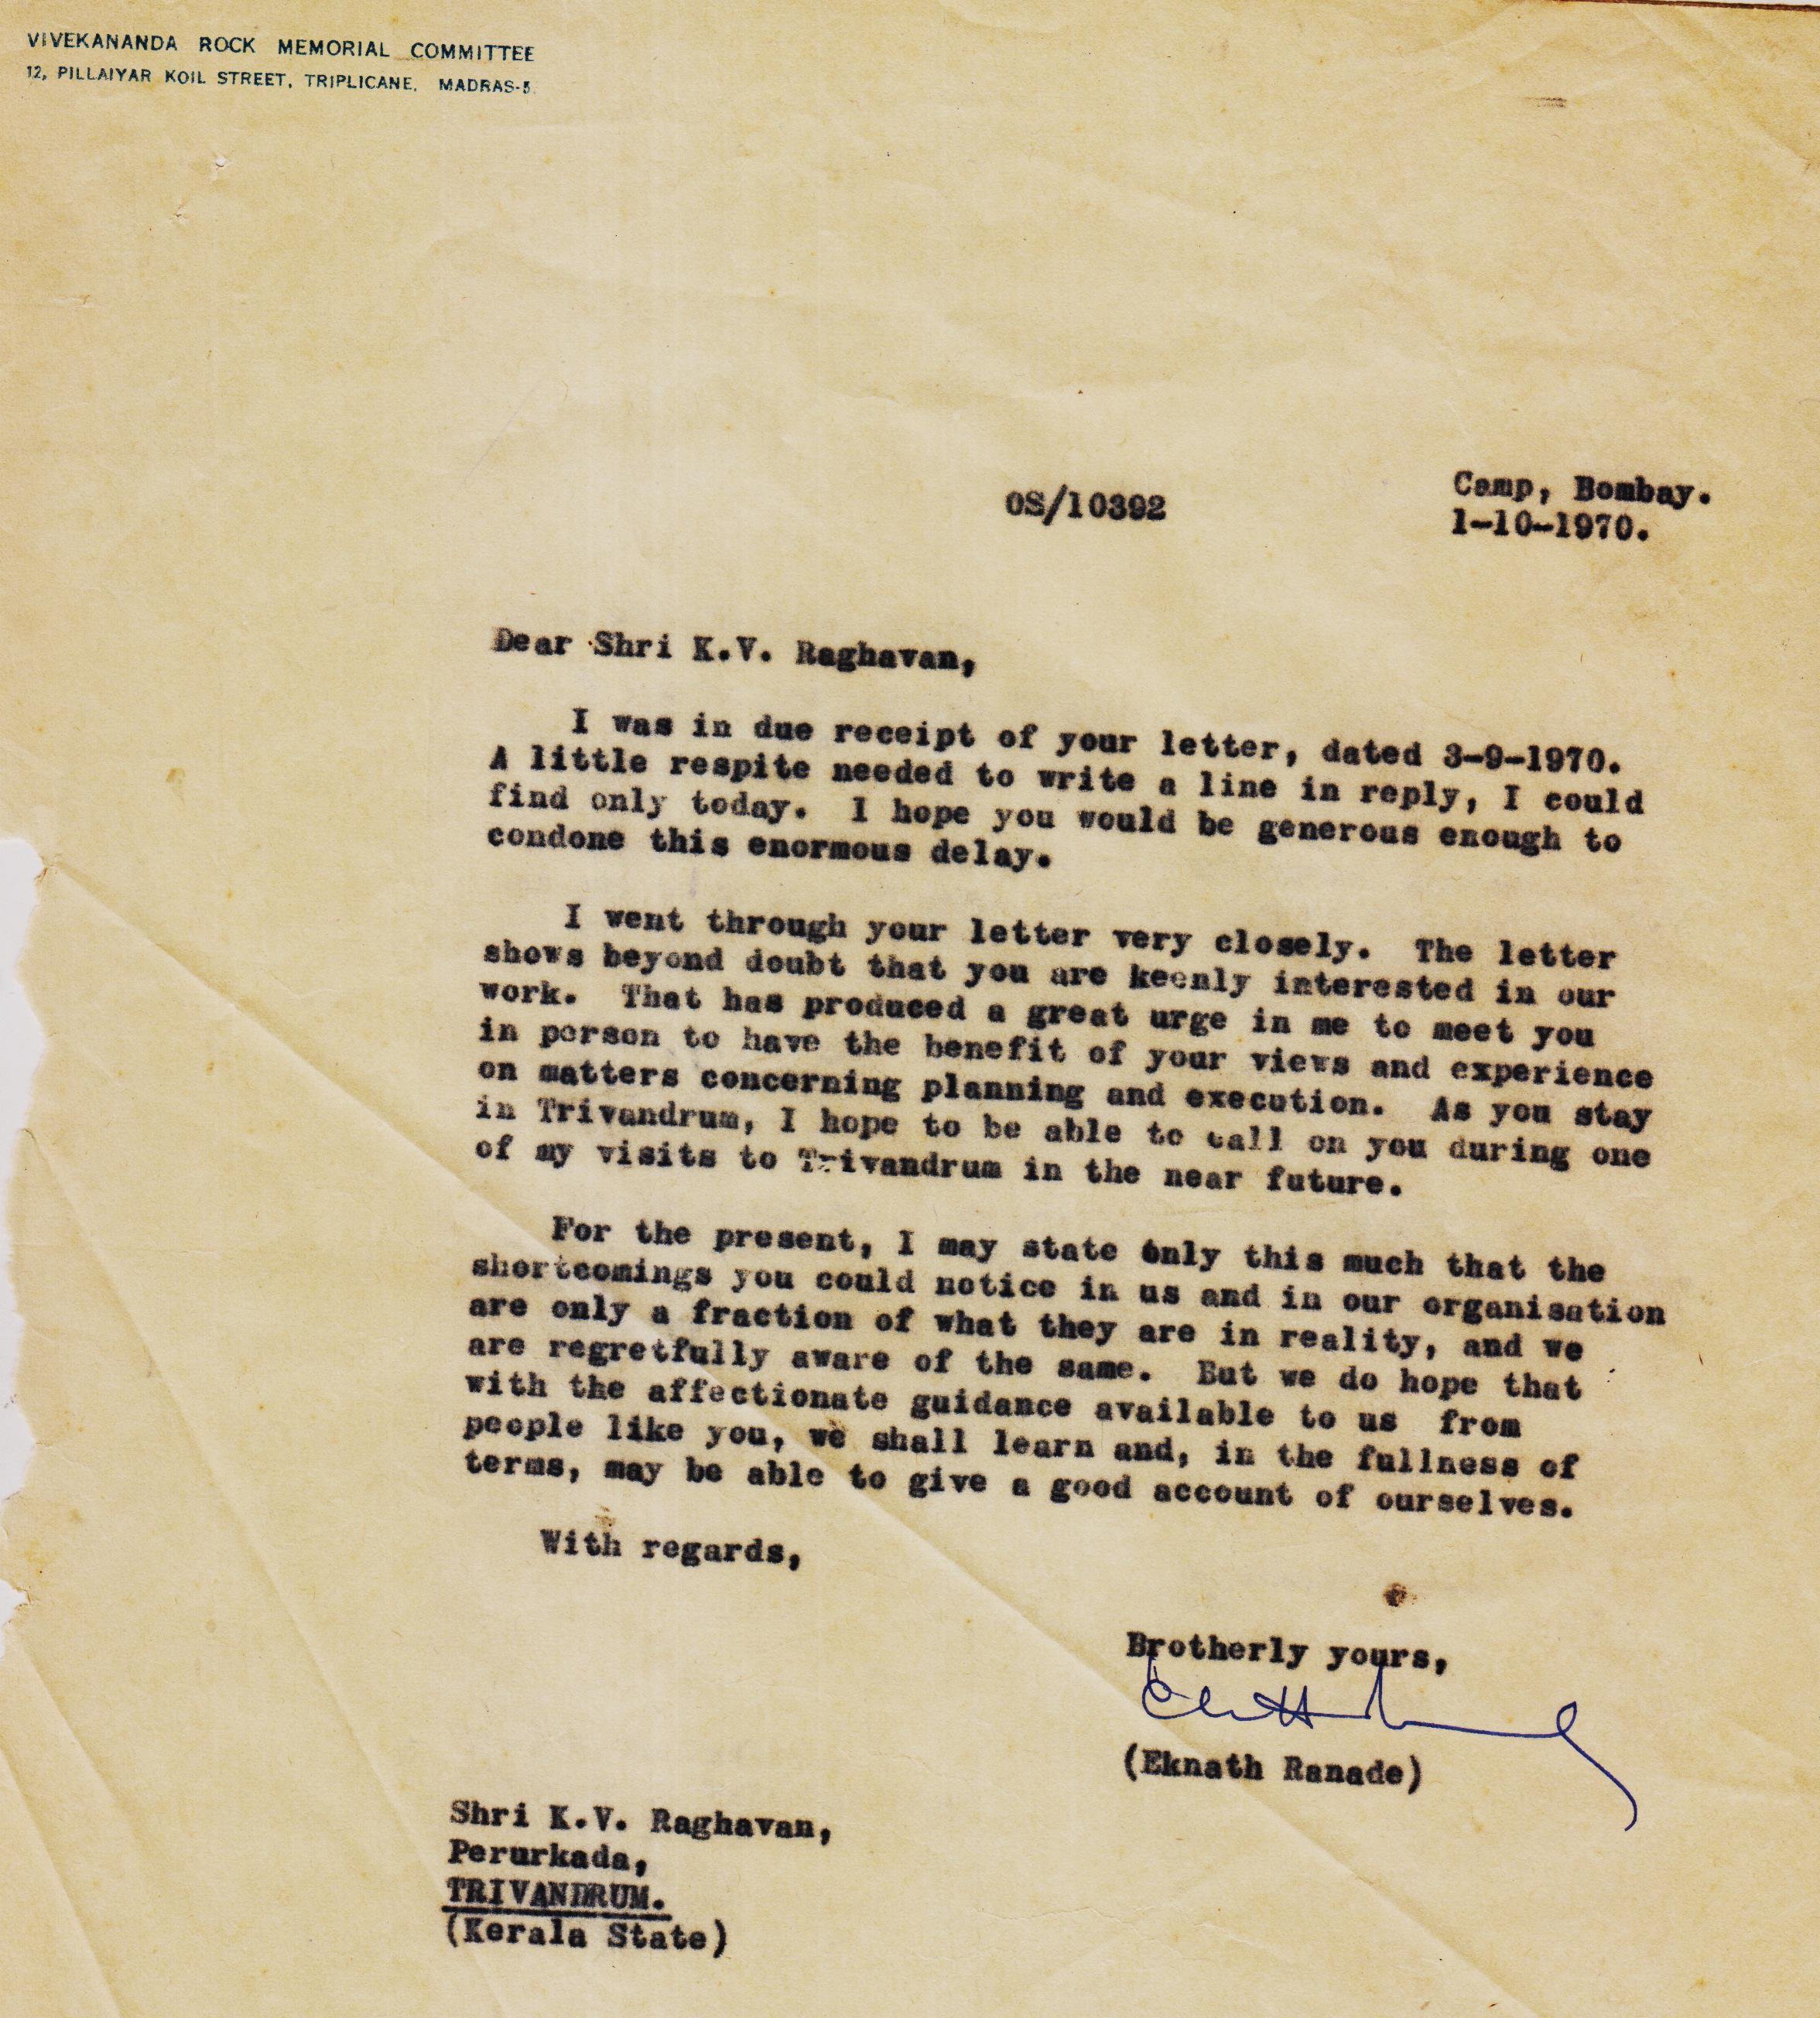 VIVEKANANDA ROCK MEMORIAL COMMITTEE
12, PILLAIYAR KOIL STREET, TRIPLICANE, MADRAS-5.
OS/10392
Camp, Bombay.
1-10-1970.
Dear Shri K.V. Raghavan,
I was in due receipt of your letter, dated 3-9-1970.
A little respite needed to write a line in reply, I could
find only today. I hope you would be generous enough to
condone this enormous delay.
I went through your letter very closely. The letter
shows beyond doubt that you are keenly interested in our
work. That has produced a great urge in me to meet you
in person to have the benefit of your views and experience
on matters concerning planning and execution. As you stay
in Trivandrum, I hope to be able to call on you during one
of my visits to Trivandrum in the near future.
For the present, I may state only this much that the
shortcomings you could notice in us and in our organisation
are only a fraction of what they are in reality, and we
are regretfully aware of the same. But we do hope that
with the affectionate guidance available to us from
people like you, we shall learn and, in the fullness of
terms, may be able to give a good account of ourselves.
With regards,
Brotherly yours,
(Eknath Ranade)
Shri K.V. Raghavan,
Perurkada,
TRIVANDRUM.
(Kerala State)